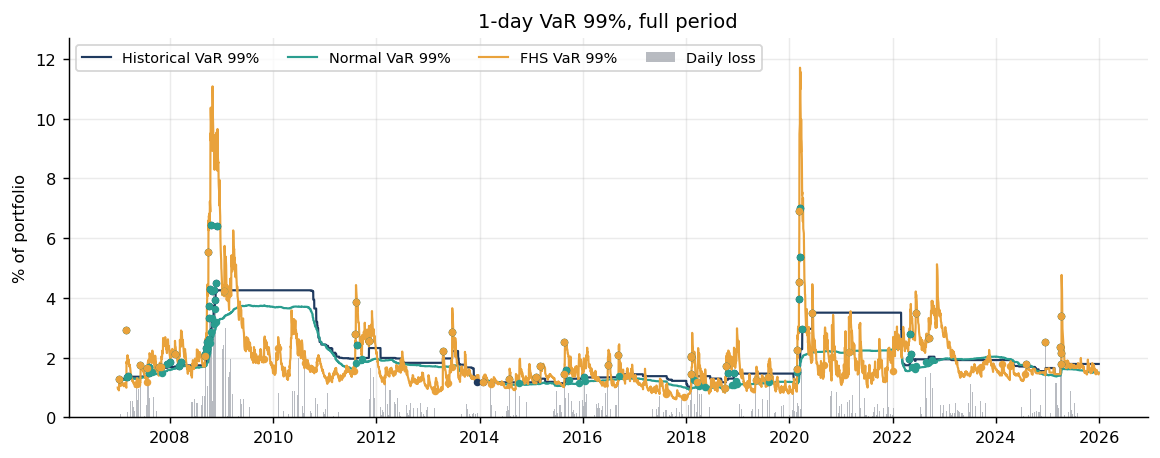 1-day VaR 99%, full period
Historical VaR 99% Normal VaR 99% FHS VaR 99% Daily loss
% of portfolio
12
10
8
6
4
2
0
2008 2010 2012 2014 2016 2018 2020 2022 2024 2026